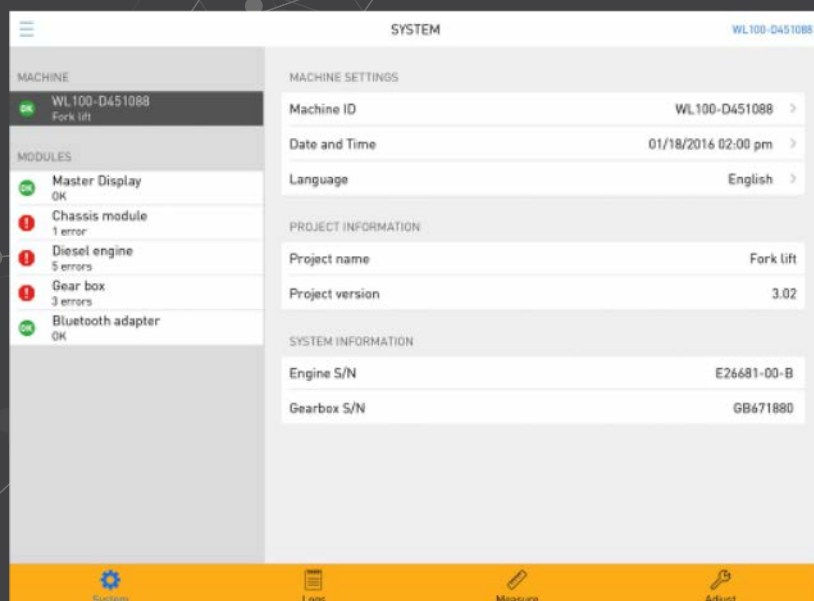 SYSTEM
WL100-D451088
MACHINE
OK
WL100-D451088
Fork lift
MODULES
OK
Master Display
OK
!
Chassis module
1 error
!
Diesel engine
5 errors
!
Gear box
3 errors
OK
Bluetooth adapter
OK
MACHINE SETTINGS
Machine ID WL100-D451088 >
Date and Time 01/18/2016 02:00 pm >
Language English >
PROJECT INFORMATION
Project name Fork lift
Project version 3.02
SYSTEM INFORMATION
Engine S/N E26681-00-B
Gearbox S/N GB671880
System
Logs
Measure
Adjust